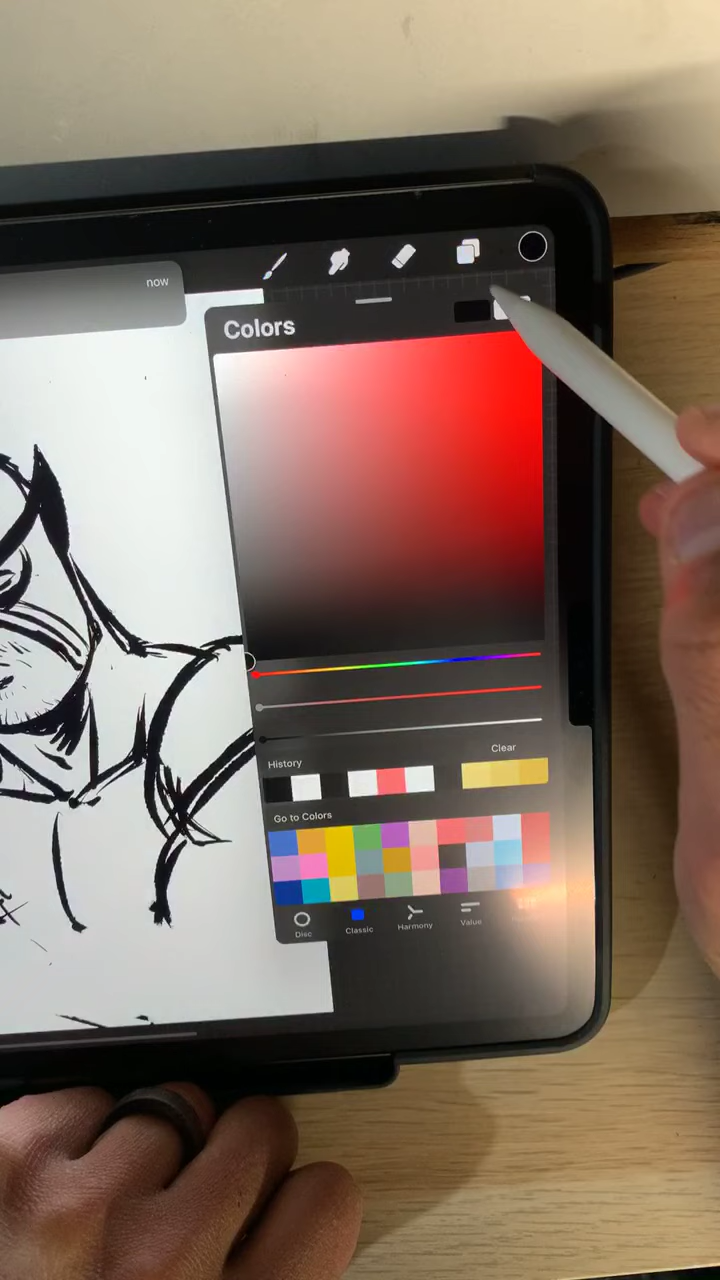 now
Colors
History
Clear
Go to Colors
Disc
Classic
Harmony
Value